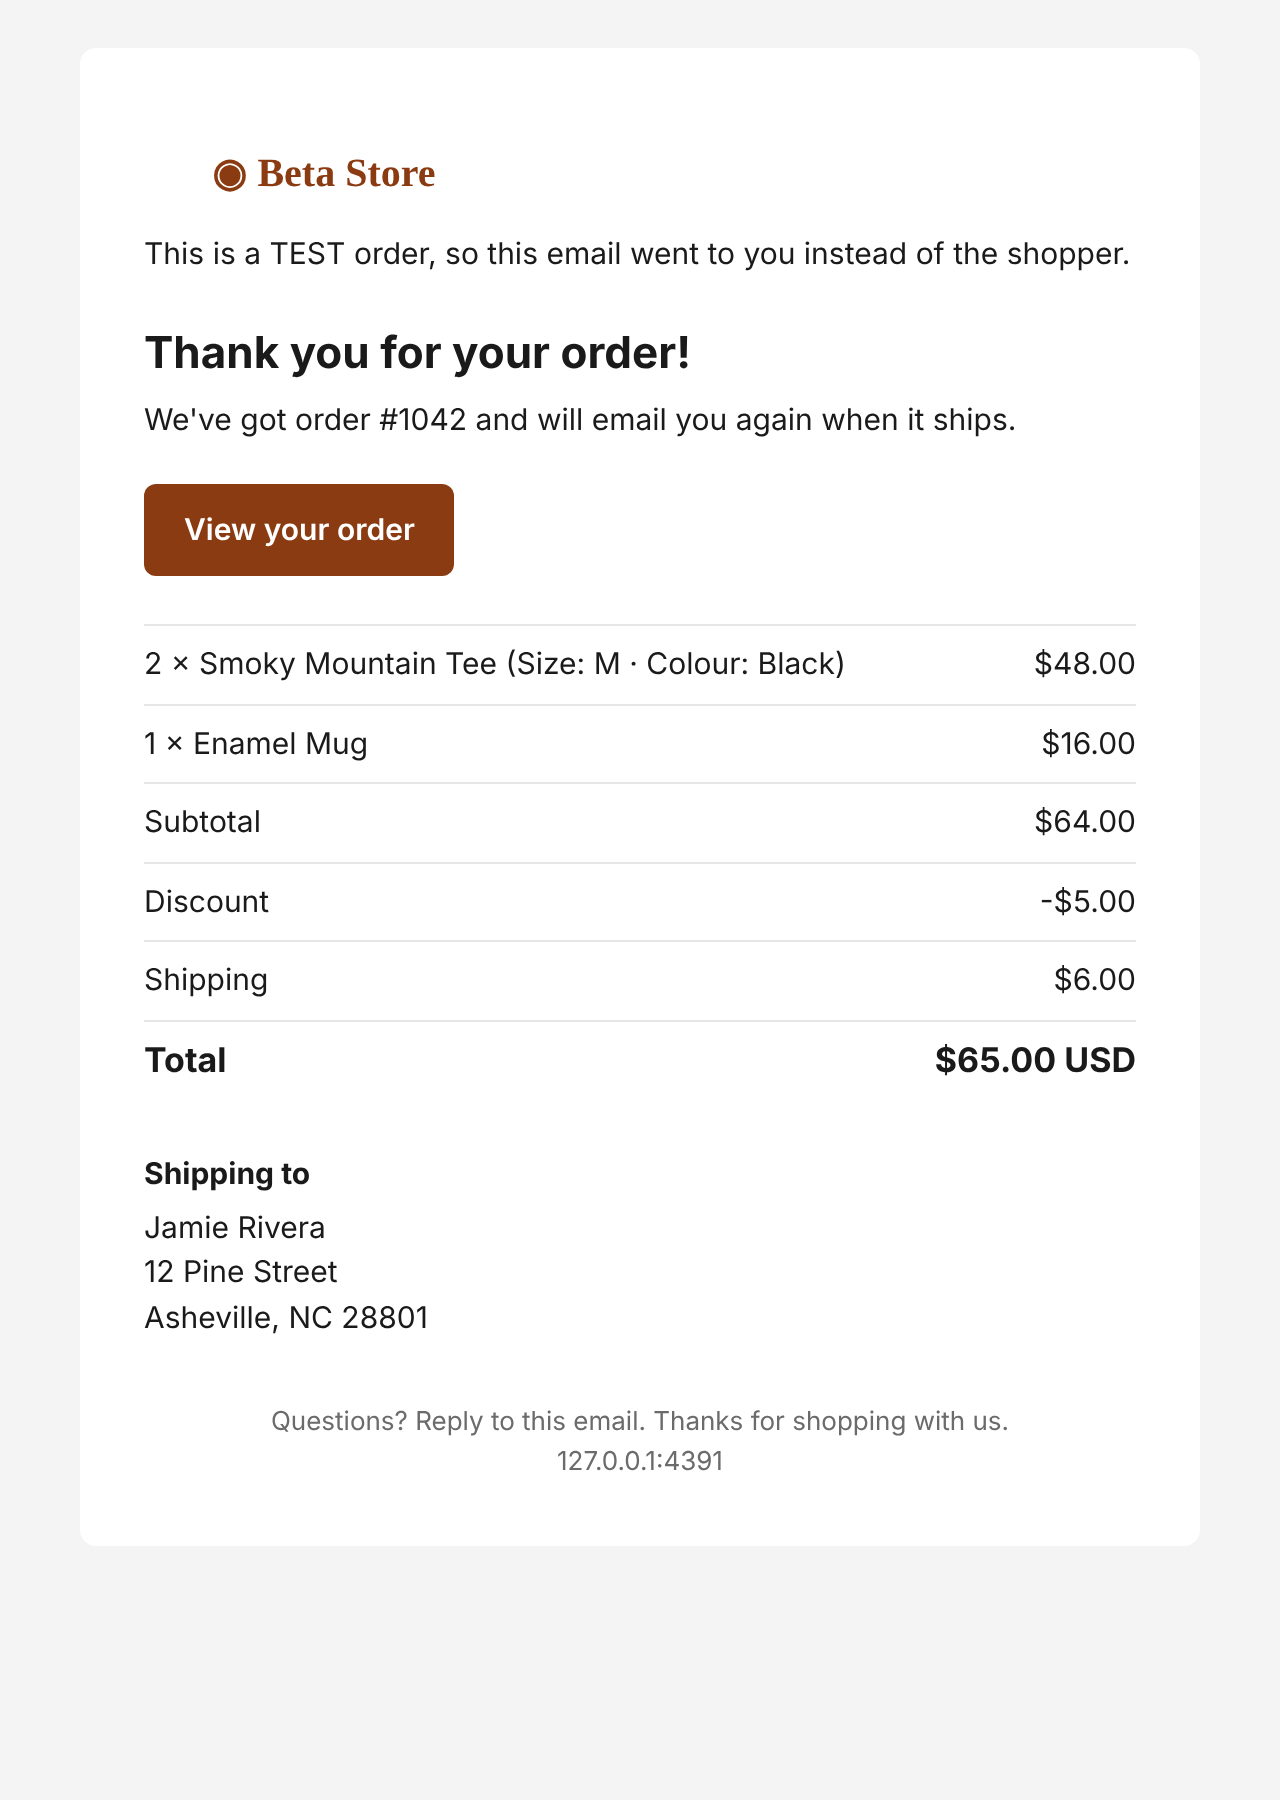 ◉ Beta Store
This is a TEST order, so this email went to you instead of the shopper.
Thank you for your order!
We've got order #1042 and will email you again when it ships.
View your order
2 × Smoky Mountain Tee (Size: M · Colour: Black) $48.00
1 × Enamel Mug $16.00
Subtotal $64.00
Discount -$5.00
Shipping $6.00
Total $65.00 USD
Shipping to
Jamie Rivera
12 Pine Street
Asheville, NC 28801
Questions? Reply to this email. Thanks for shopping with us.
127.0.0.1:4391